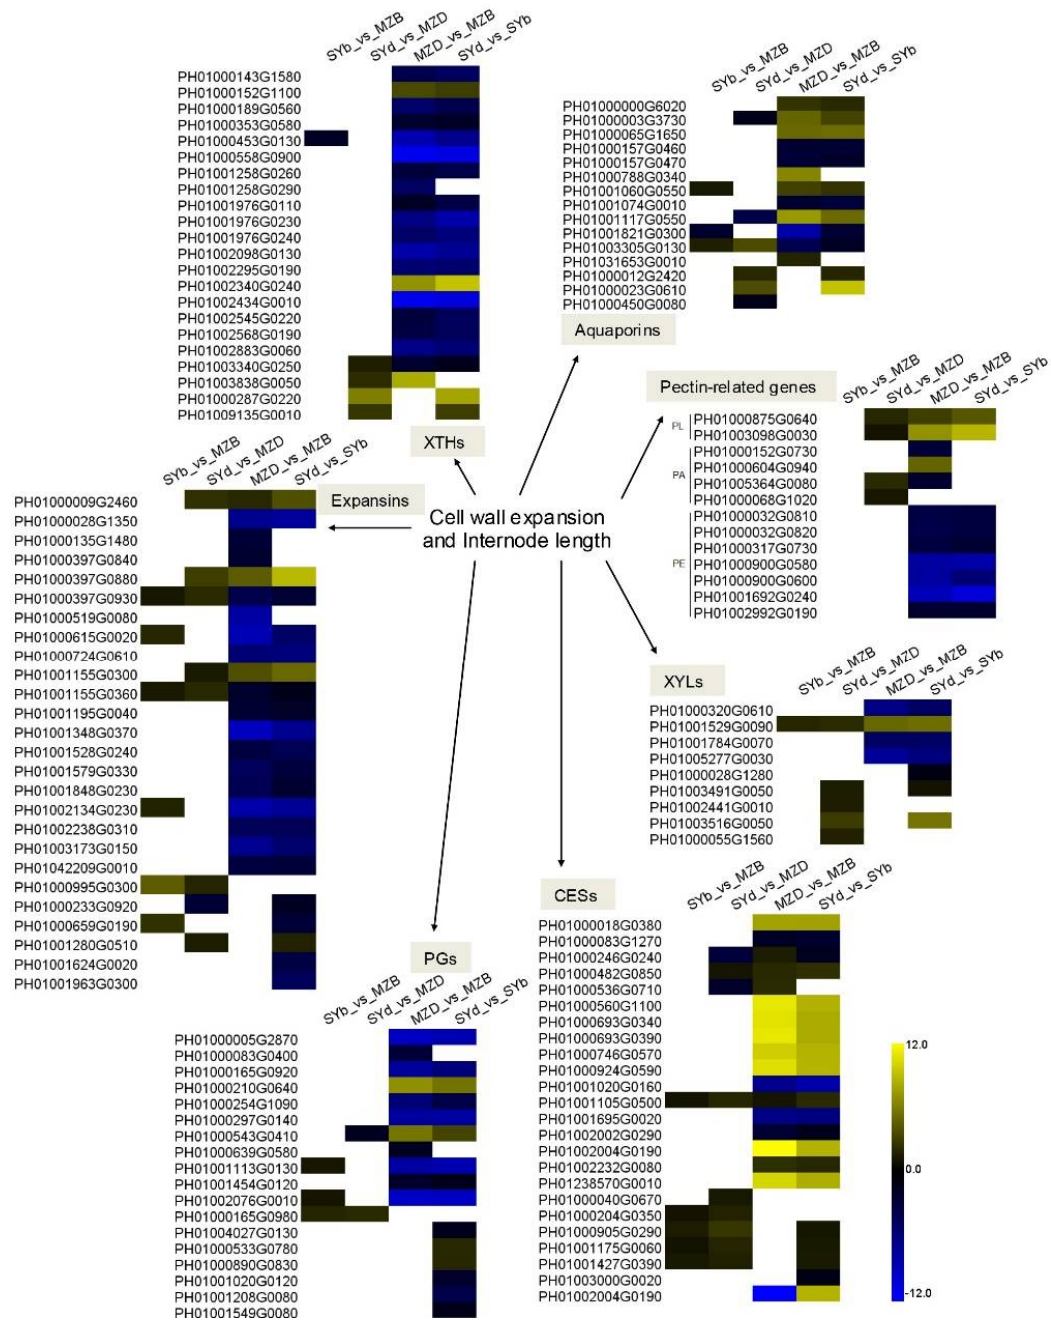 SYb_vs_MZB
SYd_vs_MZD
MZD_vs_MZB
SYd_vs_SYb
PH01000143G1580
PH01000152G1100
PH01000189G0560
PH01000353G0580
PH01000453G0130
PH01000558G0900
PH01001258G0260
PH01001258G0290
PH01001976G0110
PH01001976G0230
PH01001976G0240
PH01002098G0130
PH01002295G0190
PH01002340G0240
PH01002434G0010
PH01002545G0220
PH01002568G0190
PH01002883G0060
PH01003340G0250
PH01003838G0050
PH01000287G0220
PH01009135G0010
XTHs
SYb_vs_MZB
SYd_vs_MZD
MZD_vs_MZB
SYd_vs_SYb
PH01000000G6020
PH01000003G3730
PH01000065G1650
PH01000157G0460
PH01000157G0470
PH01000788G0340
PH01001060G0550
PH01001074G0010
PH01001117G0550
PH01001821G0300
PH01003305G0130
PH01031653G0010
PH01000012G2420
PH01000023G0610
PH01000450G0080
Aquaporins
Pectin-related genes
SYb_vs_MZB
SYd_vs_MZD
MZD_vs_MZB
SYd_vs_SYb
PL
PH01000875G0640
PH01003098G0030
PA
PH01000152G0730
PH01000604G0940
PH01005364G0080
PH01000068G1020
PE
PH01000032G0810
PH01000032G0820
PH01000317G0730
PH01000900G0580
PH01000900G0600
PH01001692G0240
PH01002992G0190
SYb_vs_MZB
SYd_vs_MZD
MZD_vs_MZB
SYd_vs_SYb
Expansins
PH01000009G2460
PH01000028G1350
PH01000135G1480
PH01000397G0840
PH01000397G0880
PH01000397G0930
PH01000519G0080
PH01000615G0020
PH01000724G0610
PH01001155G0300
PH01001155G0360
PH01001195G0040
PH01001348G0370
PH01001528G0240
PH01001579G0330
PH01001848G0230
PH01002134G0230
PH01002238G0310
PH01003173G0150
PH01042209G0010
PH01000995G0300
PH01000233G0920
PH01000659G0190
PH01001280G0510
PH01001624G0020
PH01001963G0300
Cell wall expansion
and Internode length
XYLs
SYb_vs_MZB
SYd_vs_MZD
MZD_vs_MZB
SYd_vs_SYb
PH01000320G0610
PH01001529G0090
PH01001784G0070
PH01005277G0030
PH01000028G1280
PH01003491G0050
PH01002441G0010
PH01003516G0050
PH01000055G1560
PGs
SYb_vs_MZB
SYd_vs_MZD
MZD_vs_MZB
SYd_vs_SYb
PH01000005G2870
PH01000083G0400
PH01000165G0920
PH01000210G0640
PH01000254G1090
PH01000297G0140
PH01000543G0410
PH01000639G0580
PH01001113G0130
PH01001454G0120
PH01002076G0010
PH01000165G0980
PH01004027G0130
PH01000533G0780
PH01000890G0830
PH01001020G0120
PH01001208G0080
PH01001549G0080
CESs
SYb_vs_MZB
SYd_vs_MZD
MZD_vs_MZB
SYd_vs_SYb
PH01000018G0380
PH01000083G1270
PH01000246G0240
PH01000482G0850
PH01000536G0710
PH01000560G1100
PH01000693G0340
PH01000693G0390
PH01000746G0570
PH01000924G0590
PH01001020G0160
PH01001105G0500
PH01001695G0020
PH01002002G0290
PH01002004G0190
PH01002232G0080
PH01238570G0010
PH01000040G0670
PH01000204G0350
PH01000905G0290
PH01001175G0060
PH01001427G0390
PH01003000G0020
PH01002004G0190
12.0
0.0
-12.0